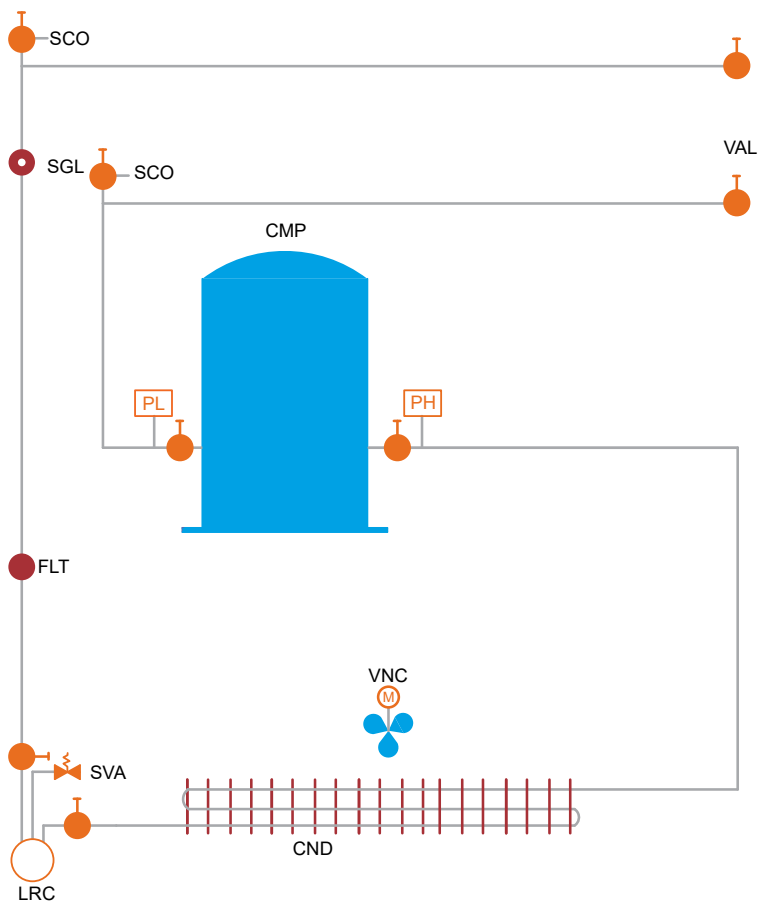 SCO
VAL
SGL
SCO
CMP
PL
PH
FLT
VNC
M
SVA
CND
LRC